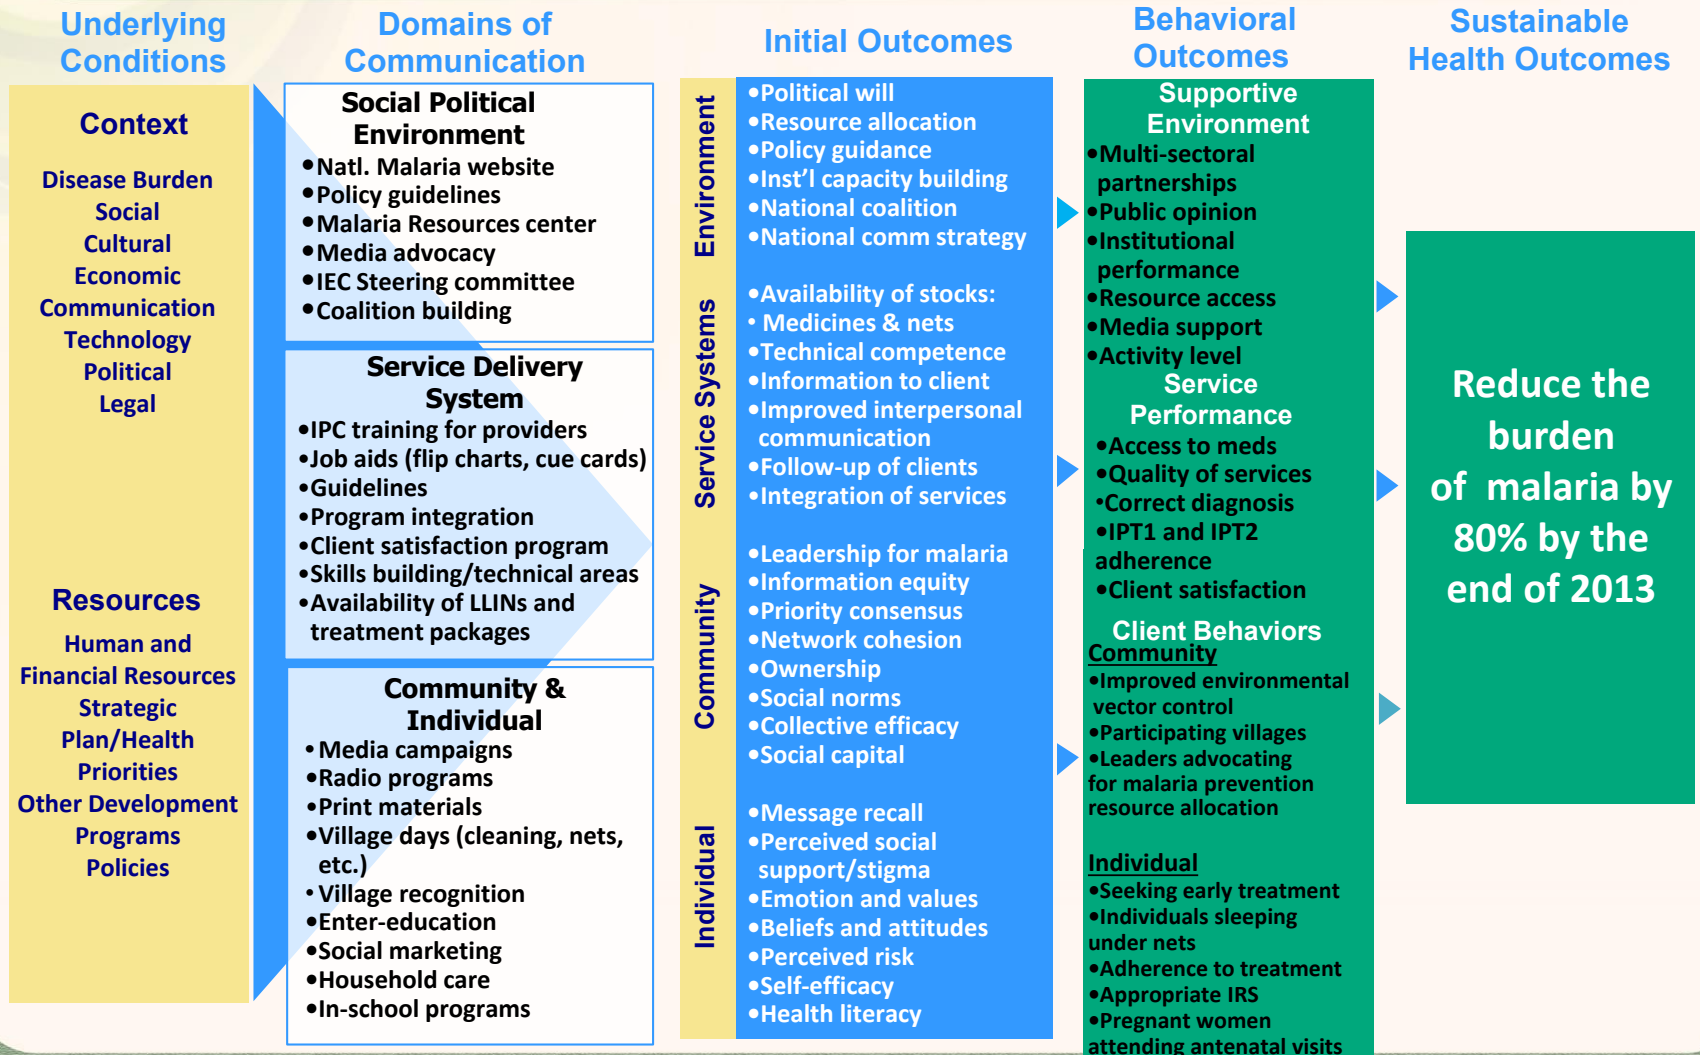 Underlying
Conditions
Domains of
Communication
Initial Outcomes
Behavioral
Outcomes
Sustainable
Health Outcomes
Context
Disease Burden
Social
Cultural
Economic
Communication
Technology
Political
Legal
Resources
Human and
Financial Resources
Strategic
Plan/Health
Priorities
Other Development
Programs
Policies
Social Political
Environment
•Natl. Malaria website
•Policy guidelines
•Malaria Resources center
•Media advocacy
•IEC Steering committee
•Coalition building
Service Delivery
System
•IPC training for providers
•Job aids (flip charts, cue cards)
•Guidelines
•Program integration
•Client satisfaction program
•Skills building/technical areas
•Availability of LLINs and
treatment packages
Community &
Individual
•Media campaigns
•Radio programs
•Print materials
•Village days (cleaning, nets,
etc.)
•Village recognition
•Enter-education
•Social marketing
•Household care
•In-school programs
Environment
•Political will
•Resource allocation
•Policy guidance
•Inst'l capacity building
•National coalition
•National comm strategy
Service Systems
•Availability of stocks:
• Medicines & nets
•Technical competence
•Information to client
•Improved interpersonal
communication
•Follow-up of clients
•Integration of services
Community
•Leadership for malaria
•Information equity
•Priority consensus
•Network cohesion
•Ownership
•Social norms
•Collective efficacy
•Social capital
Individual
•Message recall
•Perceived social
support/stigma
•Emotion and values
•Beliefs and attitudes
•Perceived risk
•Self-efficacy
•Health literacy
Supportive
Environment
•Multi-sectoral
partnerships
•Public opinion
•Institutional
performance
•Resource access
•Media support
•Activity level
Service
Performance
•Access to meds
•Quality of services
•Correct diagnosis
•IPT1 and IPT2
adherence
•Client satisfaction
Client Behaviors
Community
•Improved environmental
vector control
•Participating villages
•Leaders advocating
for malaria prevention
resource allocation
Individual
•Seeking early treatment
•Individuals sleeping
under nets
•Adherence to treatment
•Appropriate IRS
•Pregnant women
attending antenatal visits
Reduce the
burden
of malaria by
80% by the
end of 2013